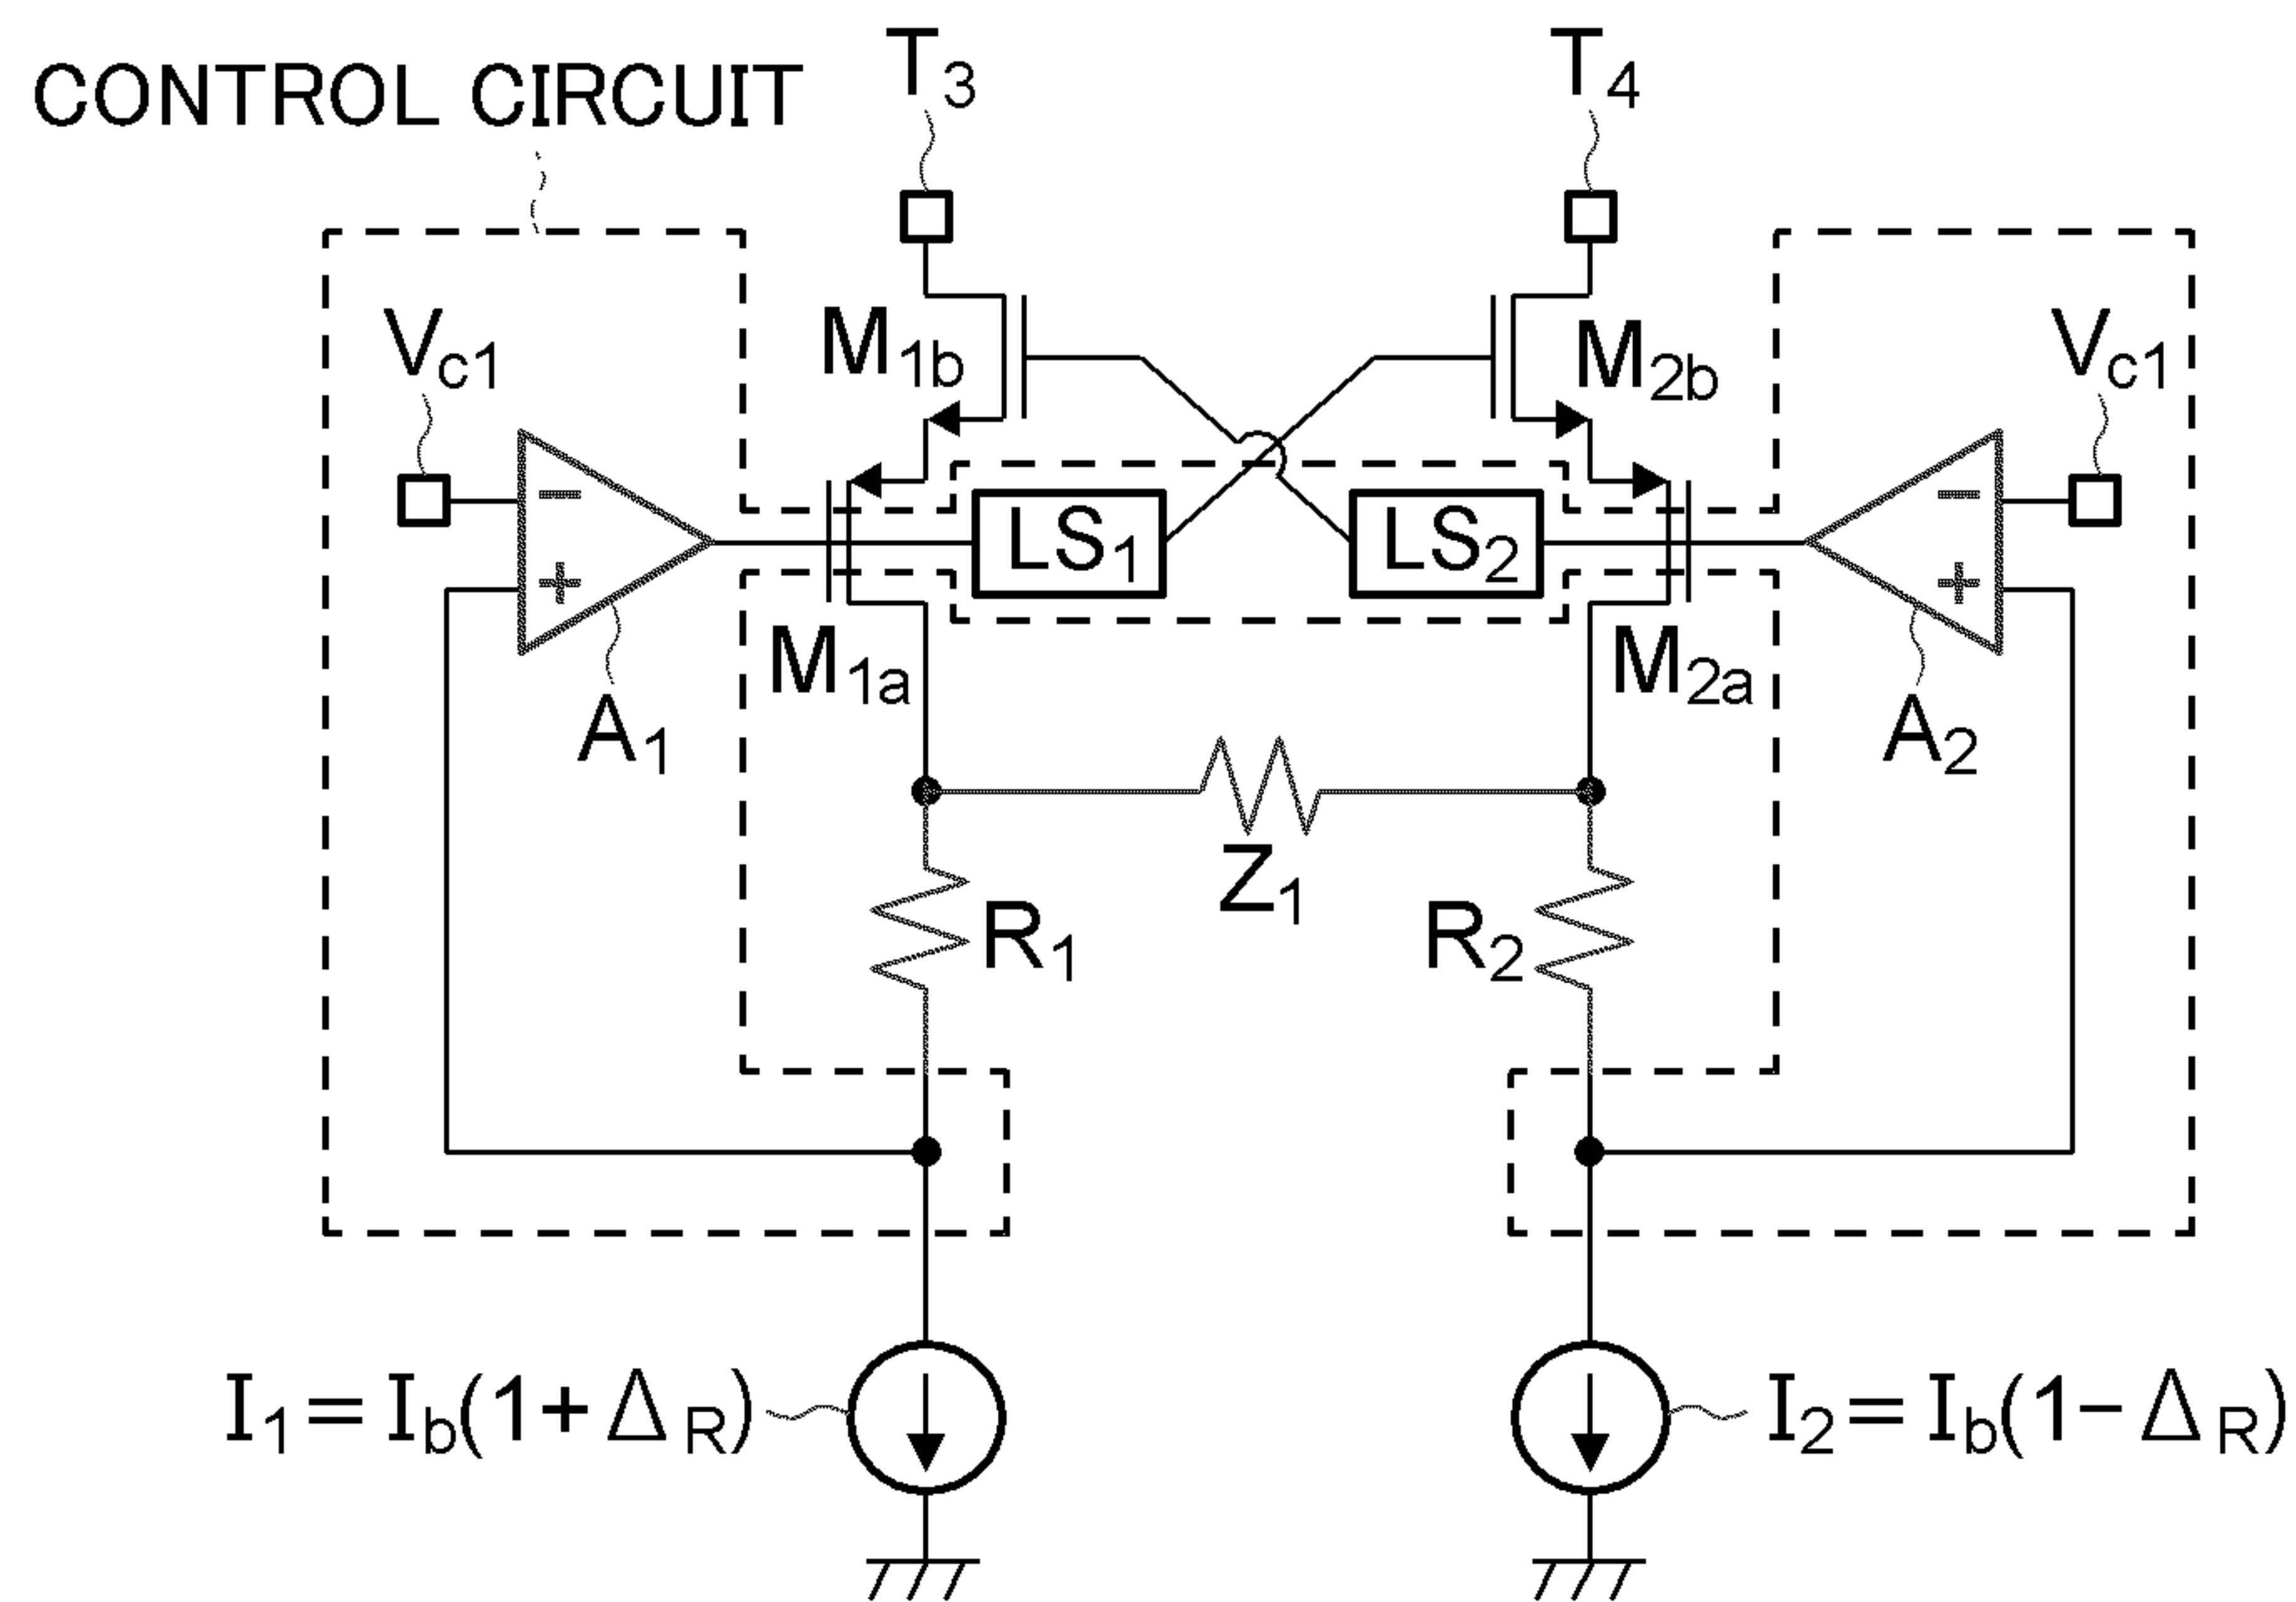 CONTROL CIRCUIT
T3
T4
Vc1
M1b
M2b
Vc1
−
LS1
LS2
−
+
+
M1a
M2a
A1
A2
Z1
R1
R2
I1=Ib(1+ΔR)
I2=Ib(1−ΔR)